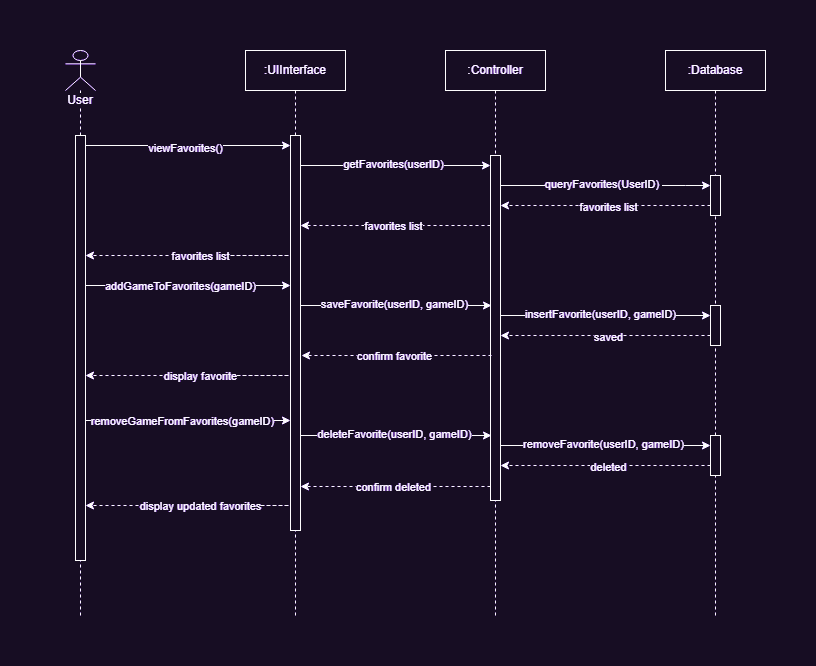 :UIInterface
:Controller
:Database
User
viewFavorites()
getFavorites(userID)
queryFavorites(UserID)
favorites list
favorites list
favorites list
addGameToFavorites(gameID)
saveFavorite(userID, gameID)
insertFavorite(userID, gameID)
saved
confirm favorite
display favorite
removeGameFromFavorites(gameID)
deleteFavorite(userID, gameID)
removeFavorite(userID, gameID)
deleted
confirm deleted
display updated favorites